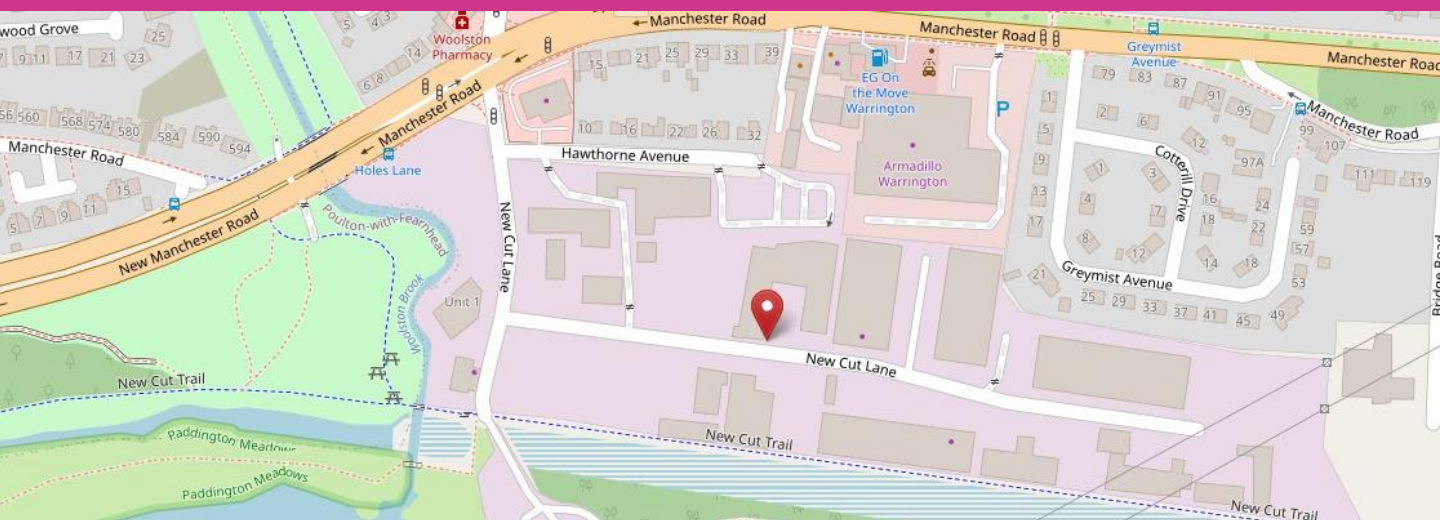 wood Grove
25
9
11
17
21
23
56
560
568
574
580
584
590
594
Manchester Road
15
5
7
9
11
New Manchester Road
4
3
14
6
8
Woolston
Pharmacy
Manchester Road
Holes Lane
Manchester Road
Manchester Road
Manchester Road
Greymist
Avenue
Manchester Road
15
21
25
29
33
39
10
16
22
26
32
Hawthorne Avenue
EG On
the Move
Warrington
P
Armadillo
Warrington
79
83
87
91
95
1
2
6
5
12
9
1
3
97A
13
4
7
16
24
17
18
22
8
12
14
18
21
25
29
33
37
41
45
49
53
57
59
99
107
111
119
Cotterill Drive
Greymist Avenue
Bridge Road
Poulton-with-Fearnhead
Woolston Brook
New Cut Lane
Unit 1
New Cut Lane
New Cut Trail
New Cut Trail
New Cut Trail
Paddington Meadows
Paddington Meadows